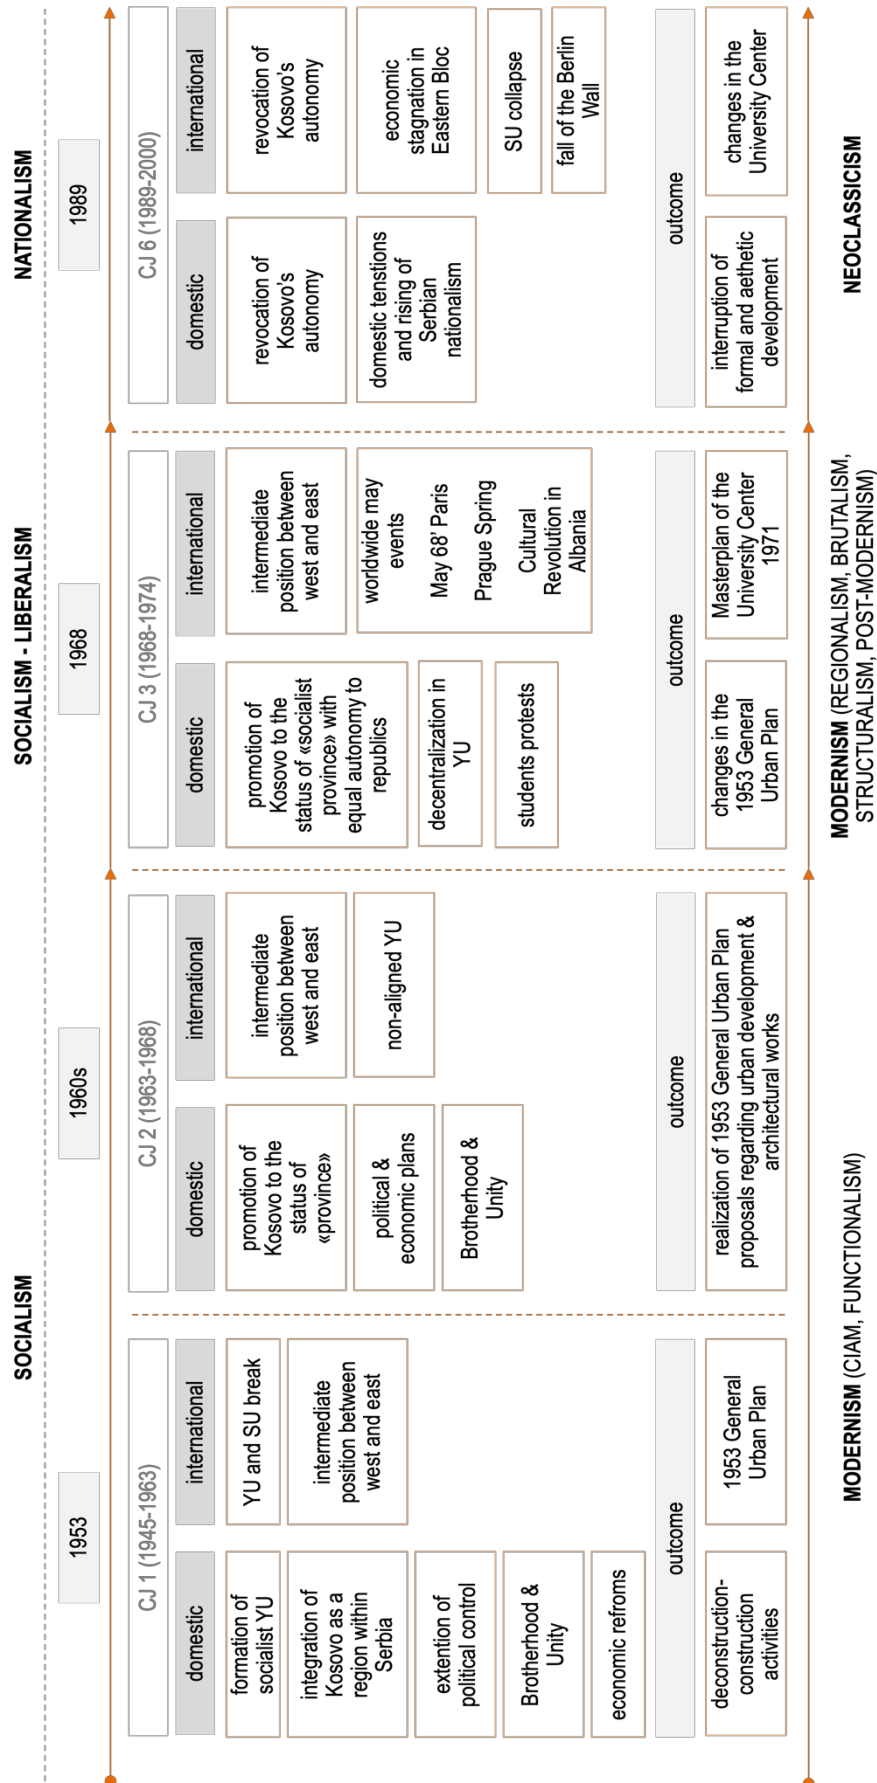 SOCIALISM
SOCIALISM - LIBERALISM
NATIONALISM
1953
1960s
1968
1989
CJ 1 (1945-1963)
domestic
international
formation of
socialist YU
integration of
Kosovo as a
region within
Serbia
extention of
political control
Brotherhood &
Unity
economic refroms
YU and SU break
intermediate
position between
west and east
outcome
deconstruction-
construction
activities
1953 General
Urban Plan
CJ 2 (1963-1968)
domestic
international
promotion of
Kosovo to the
status of
«province»
political &
economic plans
Brotherhood &
Unity
intermediate
position between
west and east
non-aligned YU
outcome
realization of 1953 General Urban Plan
proposals regarding urban development &
architectural works
CJ 3 (1968-1974)
domestic
international
promotion of
Kosovo to the
status of «socialist
province» with
equal autonomy to
republics
decentralization in
YU
students protests
intermediate
position between
west and east
worldwide may
events
May 68' Paris
Prague Spring
Cultural
Revolution in
Albania
outcome
changes in the
1953 General
Urban Plan
Masterplan of the
University Center
1971
CJ 6 (1989-2000)
domestic
international
revocation of
Kosovo's
autonomy
domestic tenstions
and rising of
Serbian
nationalism
revocation of
Kosovo's
autonomy
economic
stagnation in
Eastern Bloc
SU collapse
fall of the Berlin
Wall
outcome
interruption of
formal and aethetic
development
changes in the
University Center
MODERNISM (CIAM, FUNCTIONALISM)
MODERNISM (REGIONALISM, BRUTALISM,
STRUCTURALISM, POST-MODERNISM)
NEOCLASSICISM